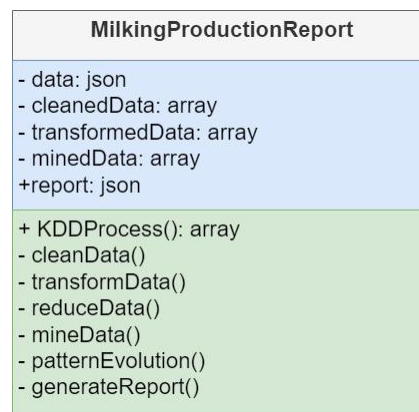 MilkingProductionReport
- data: json
- cleanedData: array
- transformedData: array
- minedData: array
+report: json
+ KDDProcess(): array
- cleanData()
- transformData()
- reduceData()
- mineData()
- patternEvolution()
- generateReport()